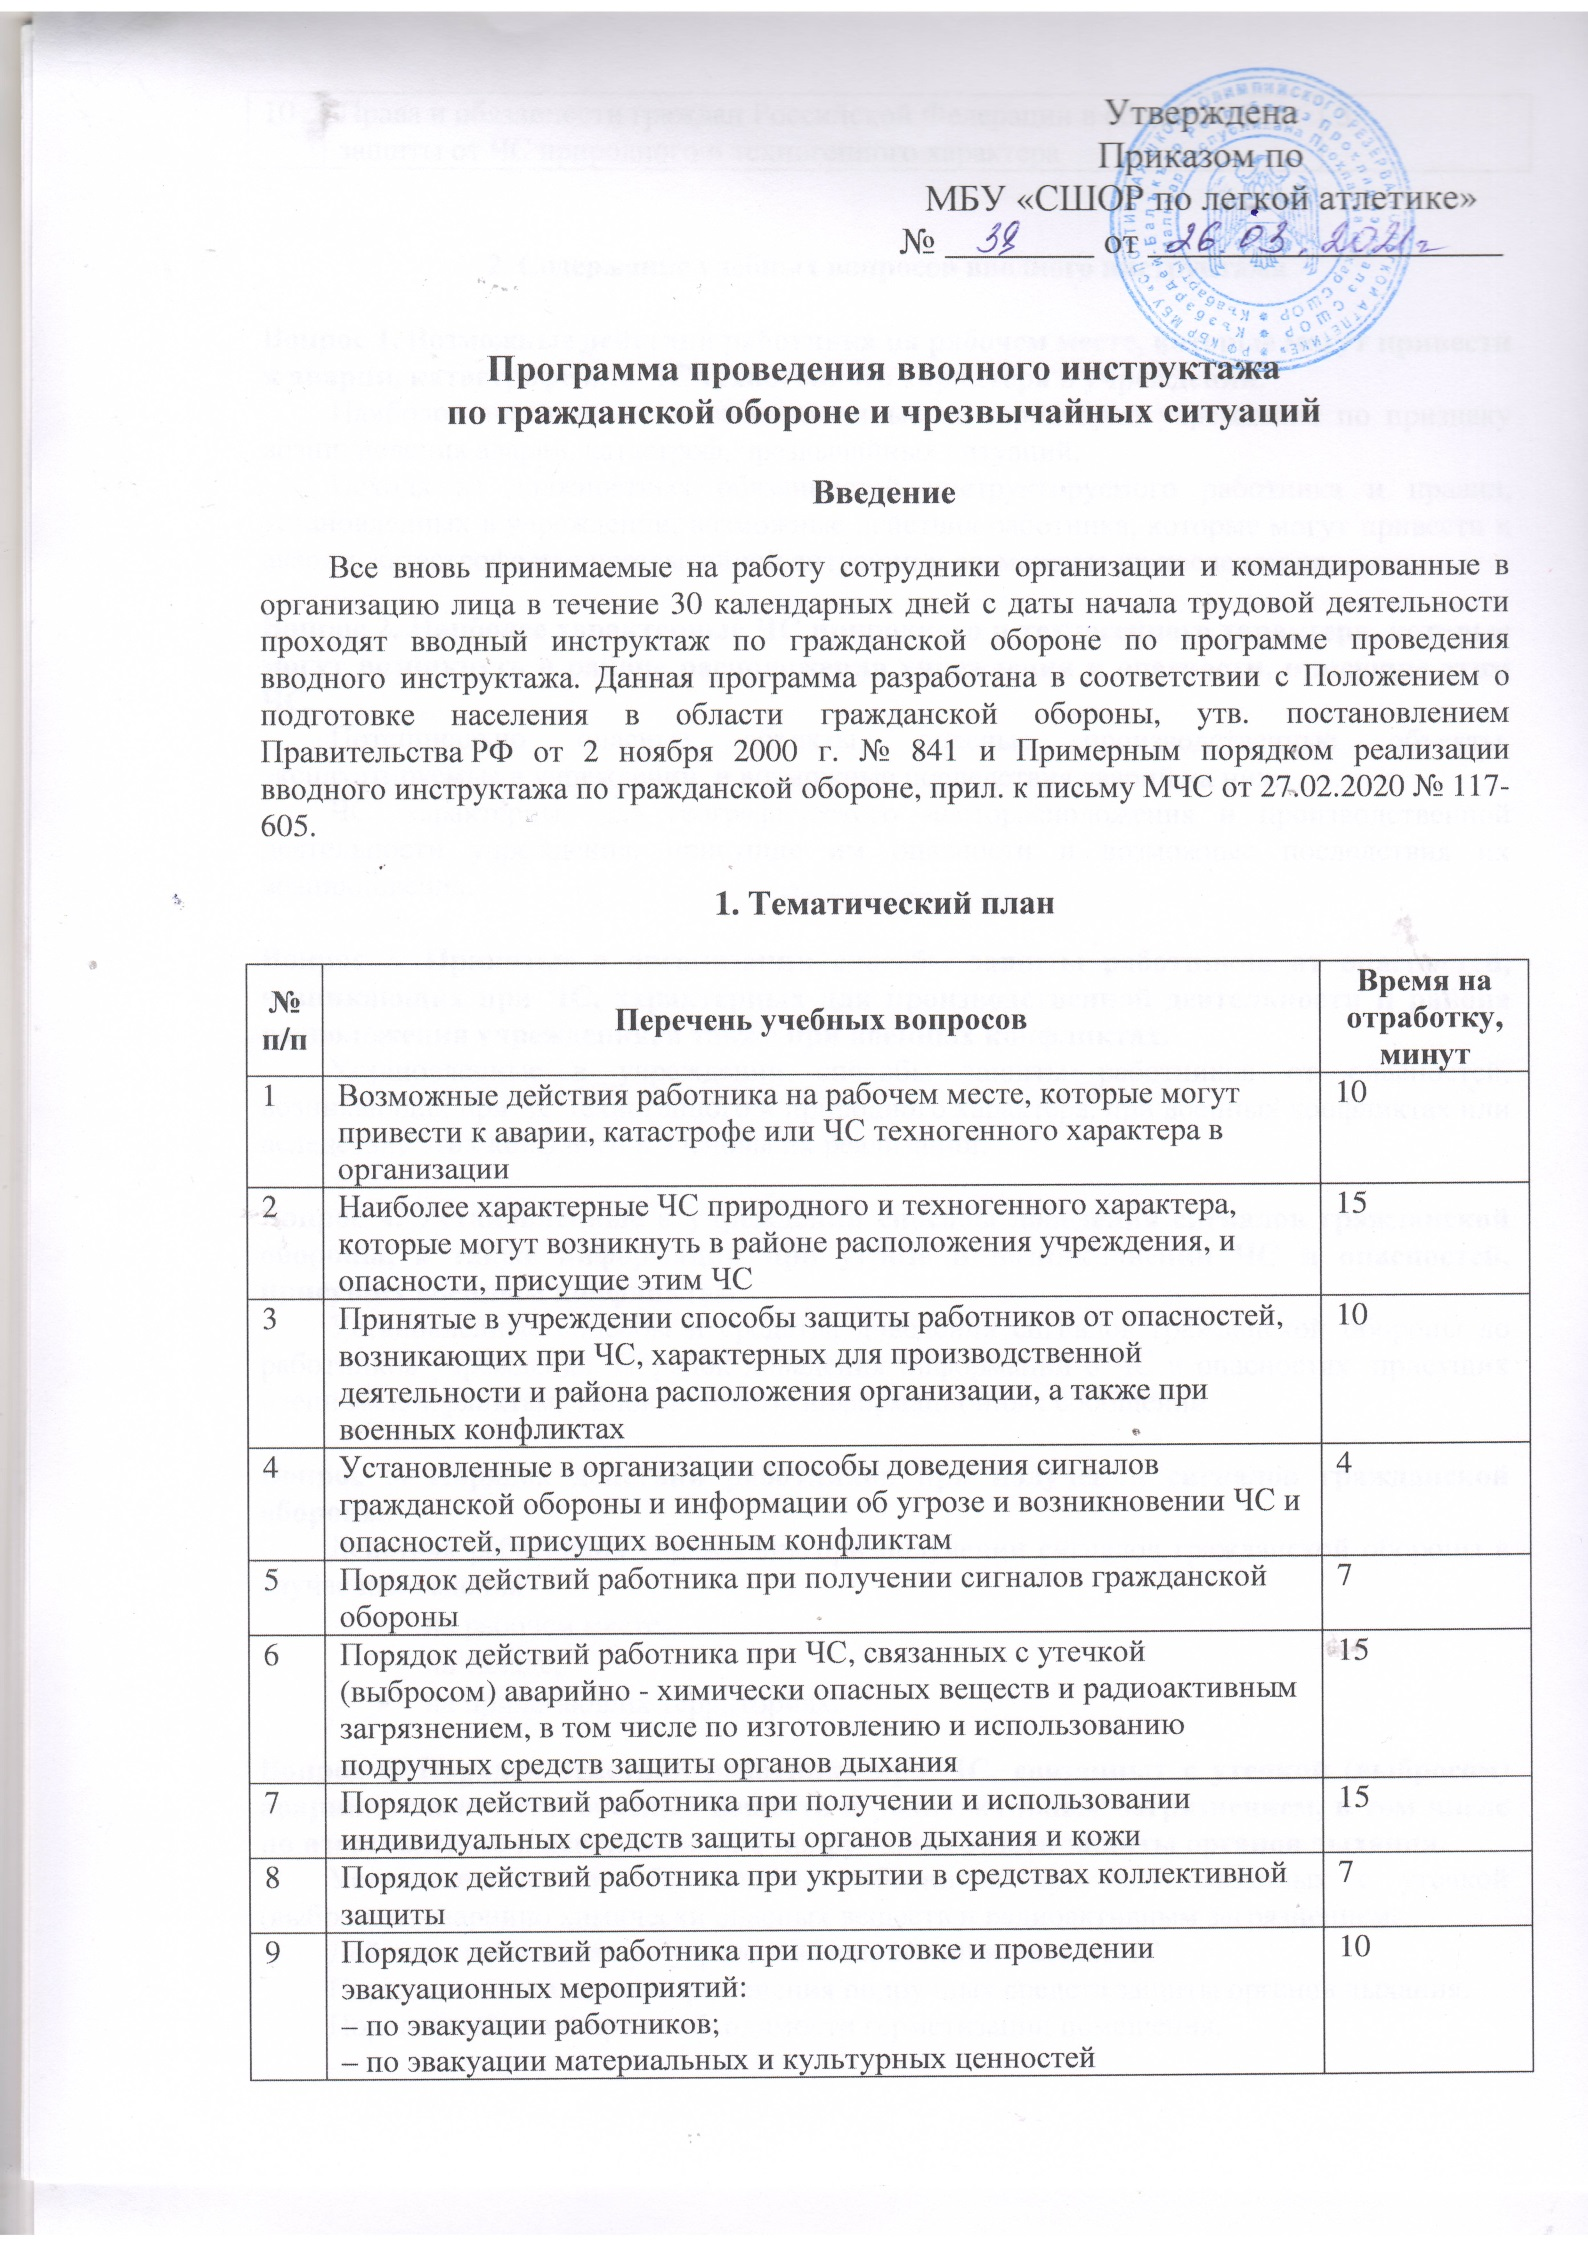 Утверждена
Приказом по
МБУ «СШОР по легкой атлетике»
№ 39 от 26 03. 2021г
Программа проведения вводного инструктажа
по гражданской обороне и чрезвычайных ситуаций
Введение
Все вновь принимаемые на работу сотрудники организации и командированные в
организацию лица в течение 30 календарных дней с даты начала трудовой деятельности
проходят вводный инструктаж по гражданской обороне по программе проведения
вводного инструктажа. Данная программа разработана в соответствии с Положением о
подготовке населения в области гражданской обороны, утв. постановлением
Правительства РФ от 2 ноября 2000 г. № 841 и Примерным порядком реализации
вводного инструктажа по гражданской обороне, прил. к письму МЧС от 27.02.2020 № 117-
605.
1. Тематический план
№
п/п
Перечень учебных вопросов
Время на
отработку,
минут
1 Возможные действия работника на рабочем месте, которые могут 10
привести к аварии, катастрофе или ЧС техногенного характера в
организации
2 Наиболее характерные ЧС природного и техногенного характера, 15
которые могут возникнуть в районе расположения учреждения, и
опасности, присущие этим ЧС
3 Принятые в учреждении способы защиты работников от опасностей, 10
возникающих при ЧС, характерных для производственной
деятельности и района расположения организации, а также при
военных конфликтах
4 Установленные в организации способы доведения сигналов 4
гражданской обороны и информации об угрозе и возникновении ЧС и
опасностей, присущих военным конфликтам
5 Порядок действий работника при получении сигналов гражданской 7
обороны
6 Порядок действий работника при ЧС, связанных с утечкой 15
(выбросом) аварийно - химически опасных веществ и радиоактивным
загрязнением, в том числе по изготовлению и использованию
подручных средств защиты органов дыхания
7 Порядок действий работника при получении и использовании 15
индивидуальных средств защиты органов дыхания и кожи
8 Порядок действий работника при укрытии в средствах коллективной 7
защиты
9 Порядок действий работника при подготовке и проведении 10
эвакуационных мероприятий:
– по эвакуации работников;
– по эвакуации материальных и культурных ценностей